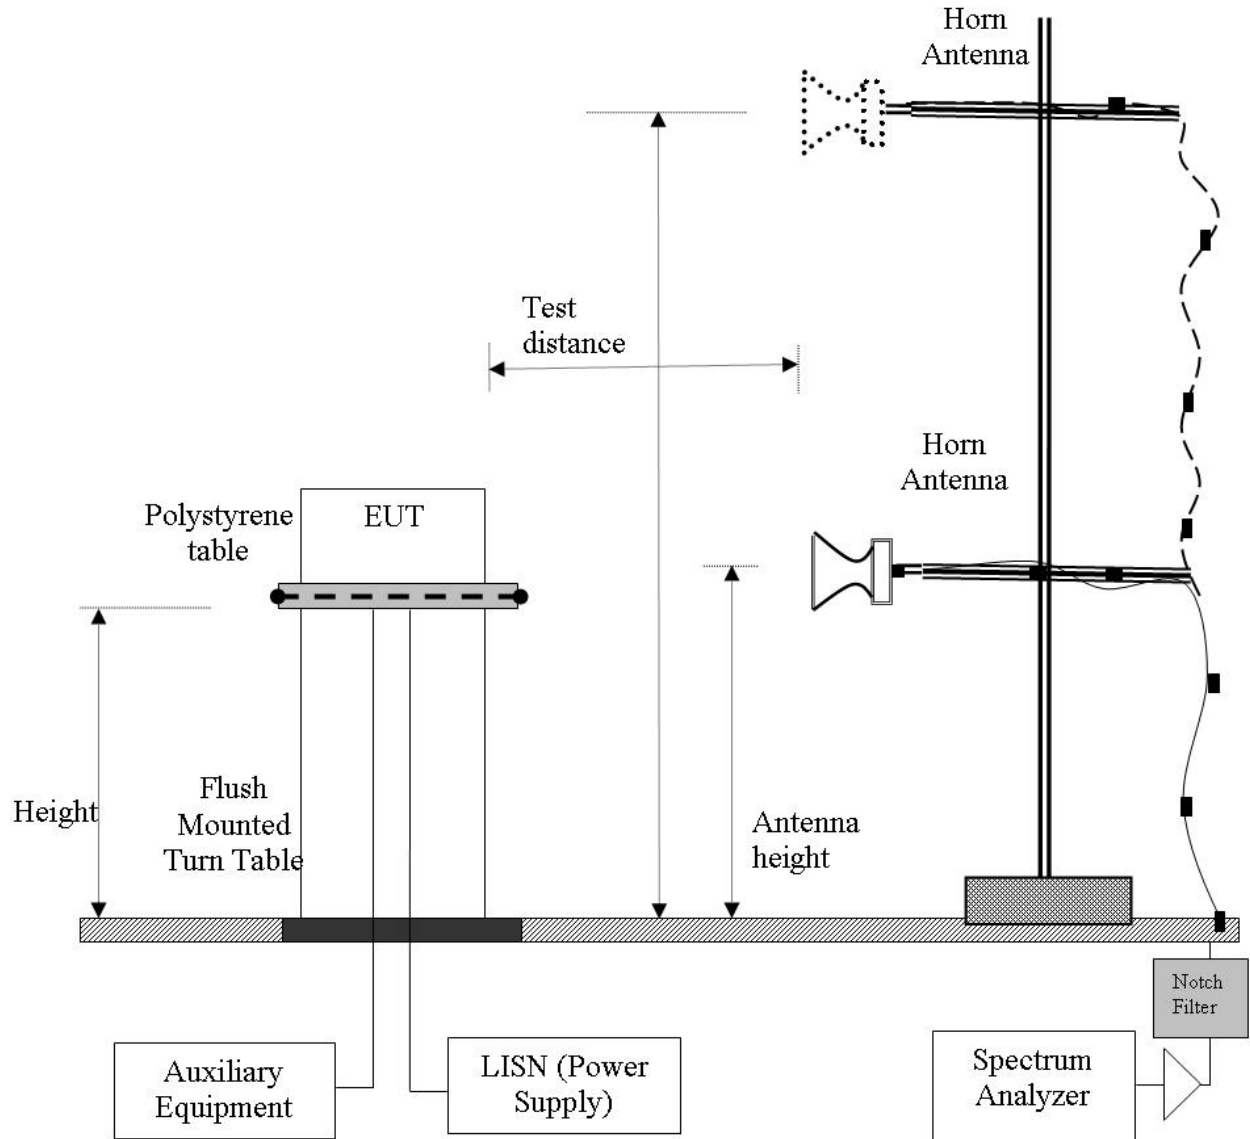 Horn
Antenna
Test
distance
Horn
Antenna
Polystyrene
table
EUT
Height
Flush
Mounted
Turn Table
Antenna
height
Notch
Filter
Auxiliary
Equipment
LISN (Power
Supply)
Spectrum
Analyzer